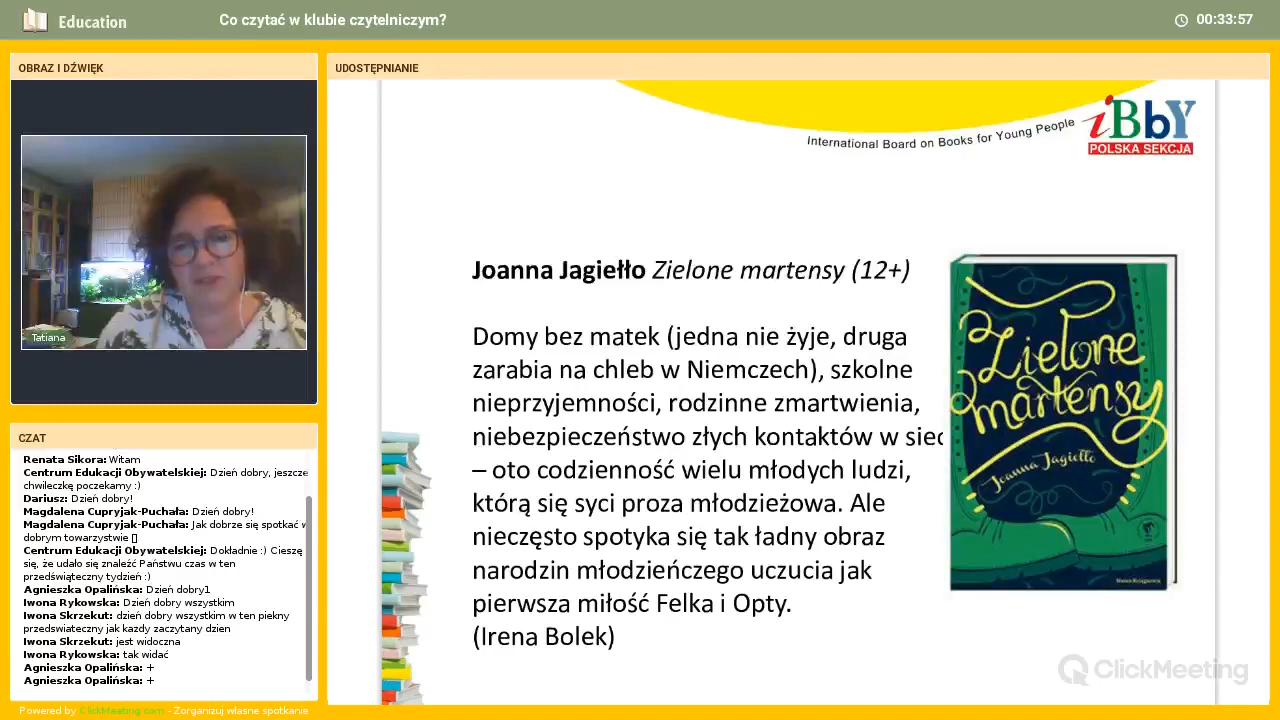 Education
Co czytać w klubie czytelniczym?
00:33:57
OBRAZ I DŹWIĘK
Tatiana
CZAT
Renata Sikora: Witam
Centrum Edukacji Obywatelskiej: Dzień dobry, jeszcze
chwileczkę poczekamy :)
Dariusz: Dzień dobry!
Magdalena Cupryjak-Puchała: Dzień dobry!
Magdalena Cupryjak-Puchała: Jak dobrze się spotkać w
dobrym towarzystwie []
Centrum Edukacji Obywatelskiej: Dokładnie :) Cieszę
się, że udało się znaleźć Państwu czas w ten
przedświąteczny tydzień :)
Agnieszka Opalińska: Dzień dobry1
Iwona Rykowska: Dzień dobry wszystkim
Iwona Skrzekut: dzień dobry wszystkim w ten piekny
przedswiateczny jak kazdy zaczytany dzien
Iwona Skrzekut: jest widoczna
Iwona Rykowska: tak widać
Agnieszka Opalińska: +
Agnieszka Opalińska: +
Powered by ClickMeeting.com - Zorganizuj własne spotkanie
UDOSTĘPNIANIE
International Board on Books for Young People
iBbY
POLSKA SEKCJA
Joanna Jagiełło Zielone martensy (12+)
Domy bez matek (jedna nie żyje, druga
zarabia na chleb w Niemczech), szkolne
nieprzyjemności, rodzinne zmartwienia,
niebezpieczeństwo złych kontaktów w siec
– oto codzienność wielu młodych ludzi,
którą się syci proza młodzieżowa. Ale
nieczęsto spotyka się tak ładny obraz
narodzin młodzieńczego uczucia jak
pierwsza miłość Felka i Opty.
(Irena Bolek)
Zielone
martensy
Joanna Jagiełło
Nasza Księgarnia
ClickMeeting